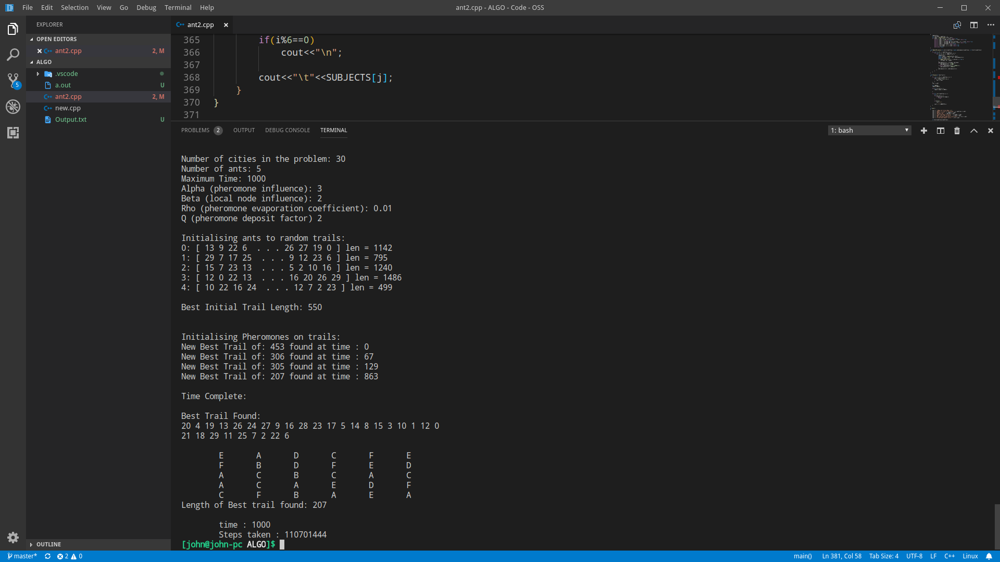 File Edit Selection View Go Debug Terminal Help
ant2.cpp - ALGO - Code - OSS
EXPLORER
OPEN EDITORS
ant2.cpp 2, M
ALGO
.vscode
a.out U
ant2.cpp 2, M
new.cpp
Output.txt U
5
OUTLINE
ant2.cpp
365 if(i%6==0)
366 cout<<"\n";
367
368 cout<<"\t"<<SUBJECTS[j];
369 }
370 }
371
PROBLEMS 2 OUTPUT DEBUG CONSOLE TERMINAL
1: bash
Number of cities in the problem: 30
Number of ants: 5
Maximum Time: 1000
Alpha (pheromone influence): 3
Beta (local node influence): 2
Rho (pheromone evaporation coefficient): 0.01
Q (pheromone deposit factor) 2
Initialising ants to random trails:
0: [ 13 9 22 6 . . . 26 27 19 0 ] len = 1142
1: [ 29 7 17 25 . . . 9 12 23 6 ] len = 795
2: [ 15 7 23 13 . . . 5 2 10 16 ] len = 1240
3: [ 12 0 22 13 . . . 16 20 26 29 ] len = 1486
4: [ 10 22 16 24 . . . 12 7 2 23 ] len = 499
Best Initial Trail Length: 550
Initialising Pheromones on trails:
New Best Trail of: 453 found at time : 0
New Best Trail of: 306 found at time : 67
New Best Trail of: 305 found at time : 129
New Best Trail of: 207 found at time : 863
Time Complete:
Best Trail Found:
20 4 19 13 26 24 27 9 16 28 23 17 5 14 8 15 3 10 1 12 0
21 18 29 11 25 7 2 22 6
E A D C F E
F B D F E D
A C B C A C
A C A E D F
C F B A E A
Length of Best trail found: 207
time : 1000
Steps taken : 110701444
[john@john-pc ALGO]$
master* 2 0
main() Ln 381, Col 58 Tab Size: 4 UTF-8 LF C++ Linux